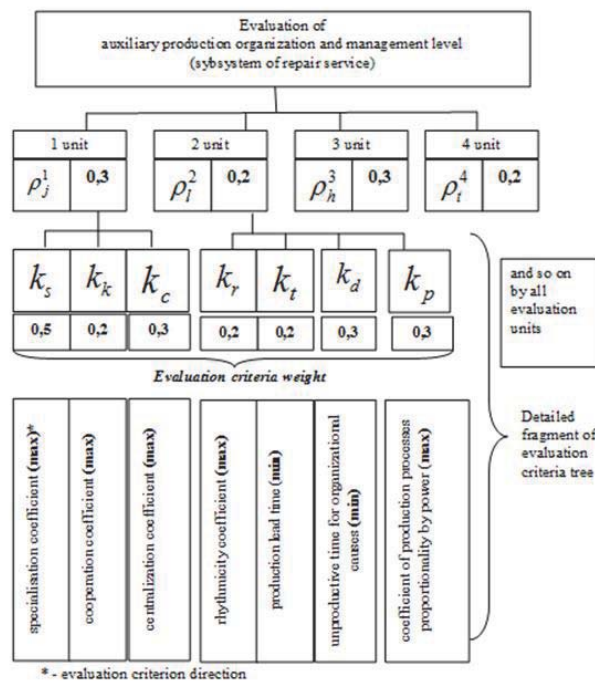 Evaluation of
auxiliary production organization and management level
(sybsystem of repair service)
1 unit
2 unit
3 unit
4 unit
ρ_j^1 0,3
ρ_l^2 0,2
ρ_h^3 0,3
ρ_t^4 0,2
k_s k_k k_c k_r k_t k_d k_p
0,5 0,2 0,3 0,2 0,2 0,3 0,3
and so on
by all
evaluation
units
Evaluation criteria weight
Detailed
fragment of
evaluation
criteria tree
specialisation coefficient (max)*
cooperation coefficient (max)
centralization coefficient (max)
rhythmicity coefficient (max)
production lead time (min)
unproductive time for organizational
causes (min)
coefficient of production processes
proportionality by power (max)
* - evaluation criterion direction